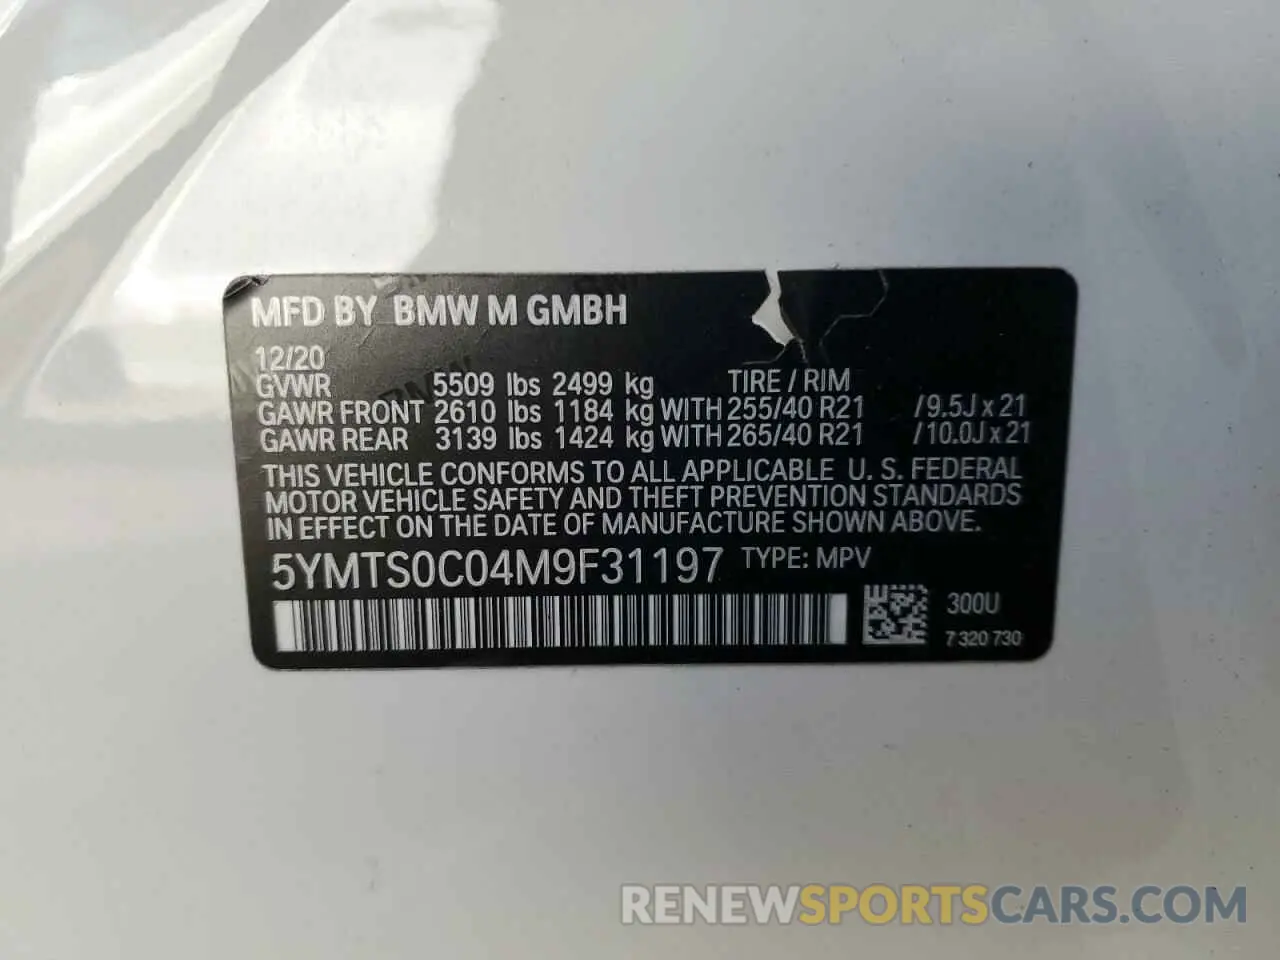 MFD BY BMW M GMBH
12/20
GVWR 5509 lbs 2499 kg TIRE / RIM
GAWR FRONT 2610 lbs 1184 kg WITH 255/40 R21 /9.5J x 21
GAWR REAR 3139 lbs 1424 kg WITH 265/40 R21 /10.0J x 21
THIS VEHICLE CONFORMS TO ALL APPLICABLE U. S. FEDERAL
MOTOR VEHICLE SAFETY AND THEFT PREVENTION STANDARDS
IN EFFECT ON THE DATE OF MANUFACTURE SHOWN ABOVE.
5YMTS0C04M9F31197 TYPE: MPV
300U
7 320 730
RENEWSPORTSCARS.COM